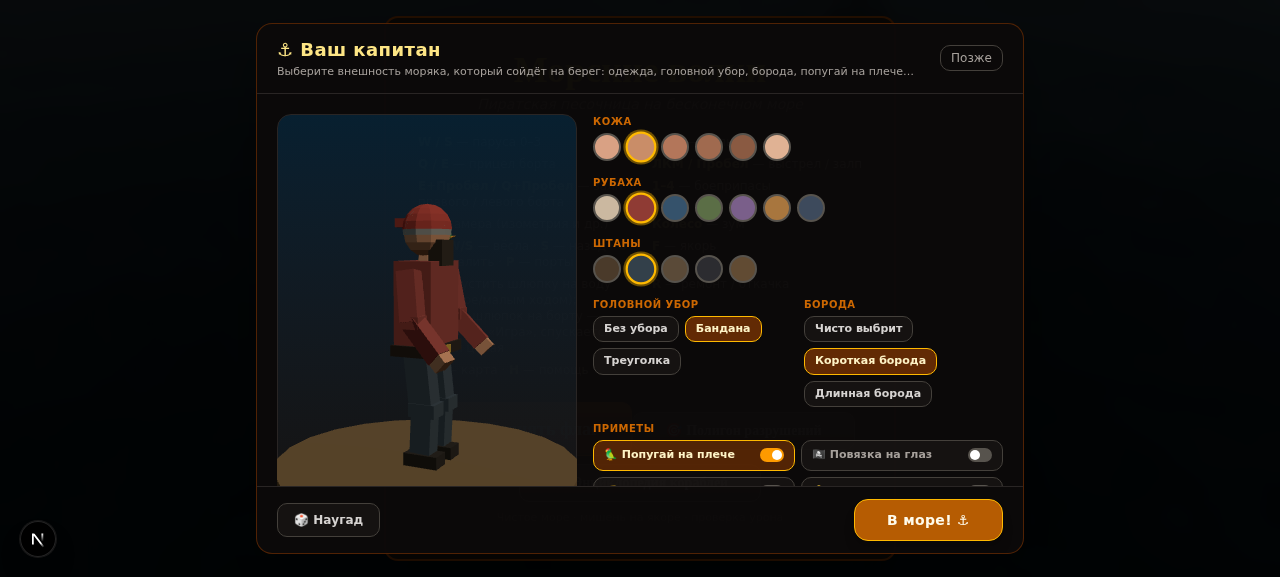 ⚓ Ваш капитан
Выберите внешность моряка, который сойдёт на берег: одежда, головной убор, борода, попугай на плече…
Позже
КОЖА
РУБАХА
ШТАНЫ
ГОЛОВНОЙ УБОР
БОРОДА
Без убора
Бандана
Чисто выбрит
Треуголка
Короткая борода
Длинная борода
ПРИМЕТЫ
🦜 Попугай на плече
🏴‍☠️ Повязка на глаз
🎲 Наугад
В море! ⚓
N